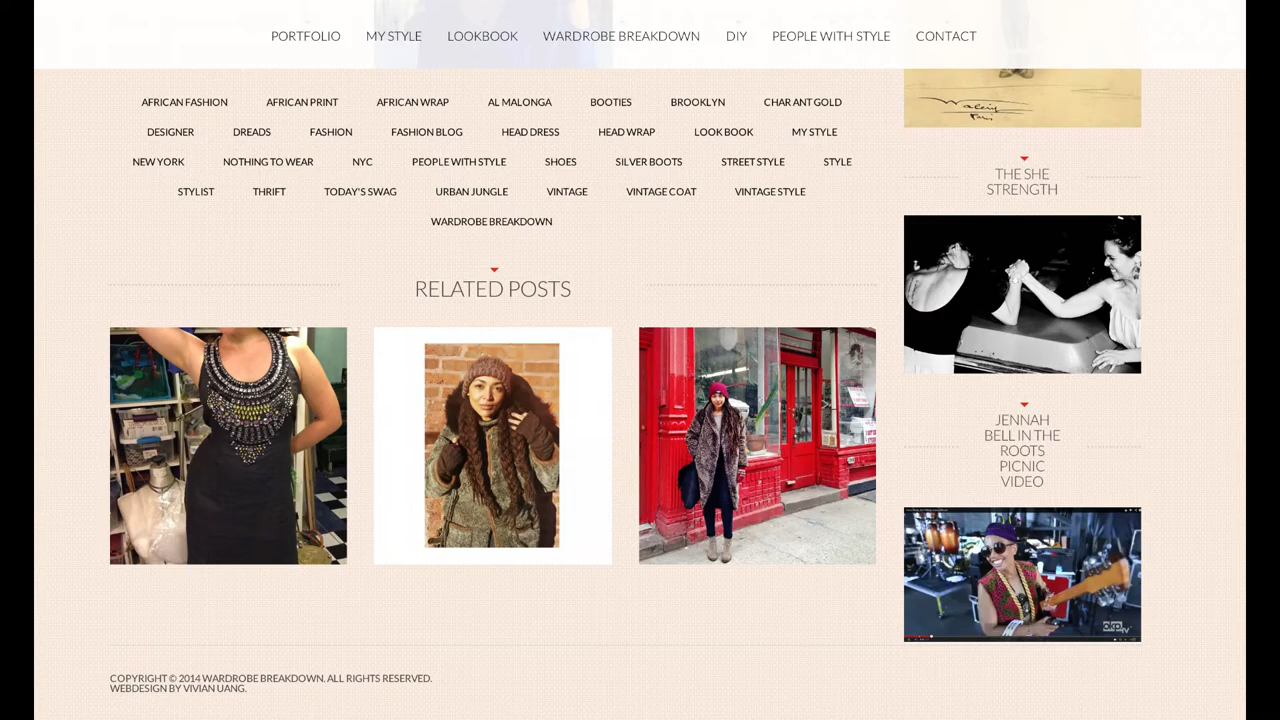 PORTFOLIO MY STYLE LOOKBOOK WARDROBE BREAKDOWN DIY PEOPLE WITH STYLE CONTACT
AFRICAN FASHION AFRICAN PRINT AFRICAN WRAP AL MALONGA BOOTIES BROOKLYN CHAR ANT GOLD
DESIGNER DREADS FASHION FASHION BLOG HEAD DRESS HEAD WRAP LOOK BOOK MY STYLE
NEW YORK NOTHING TO WEAR NYC PEOPLE WITH STYLE SHOES SILVER BOOTS STREET STYLE STYLE
STYLIST THRIFT TODAY'S SWAG URBAN JUNGLE VINTAGE VINTAGE COAT VINTAGE STYLE
WARDROBE BREAKDOWN
RELATED POSTS
Paris
THE SHE
STRENGTH
JENNAH
BELL IN THE
ROOTS
PICNIC
VIDEO
COPYRIGHT © 2014 WARDROBE BREAKDOWN. ALL RIGHTS RESERVED.
WEBDESIGN BY VIVIAN UANG.